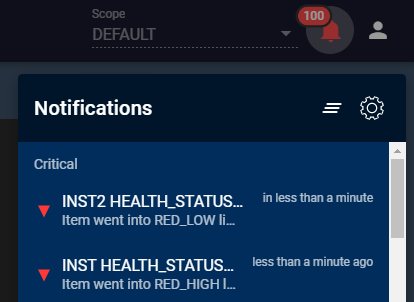 Scope
DEFAULT
100
Notifications
Critical
INST2 HEALTH_STATUS...
in less than a minute
Item went into RED_LOW li...
INST HEALTH_STATUS...
less than a minute ago
Item went into RED_HIGH l...